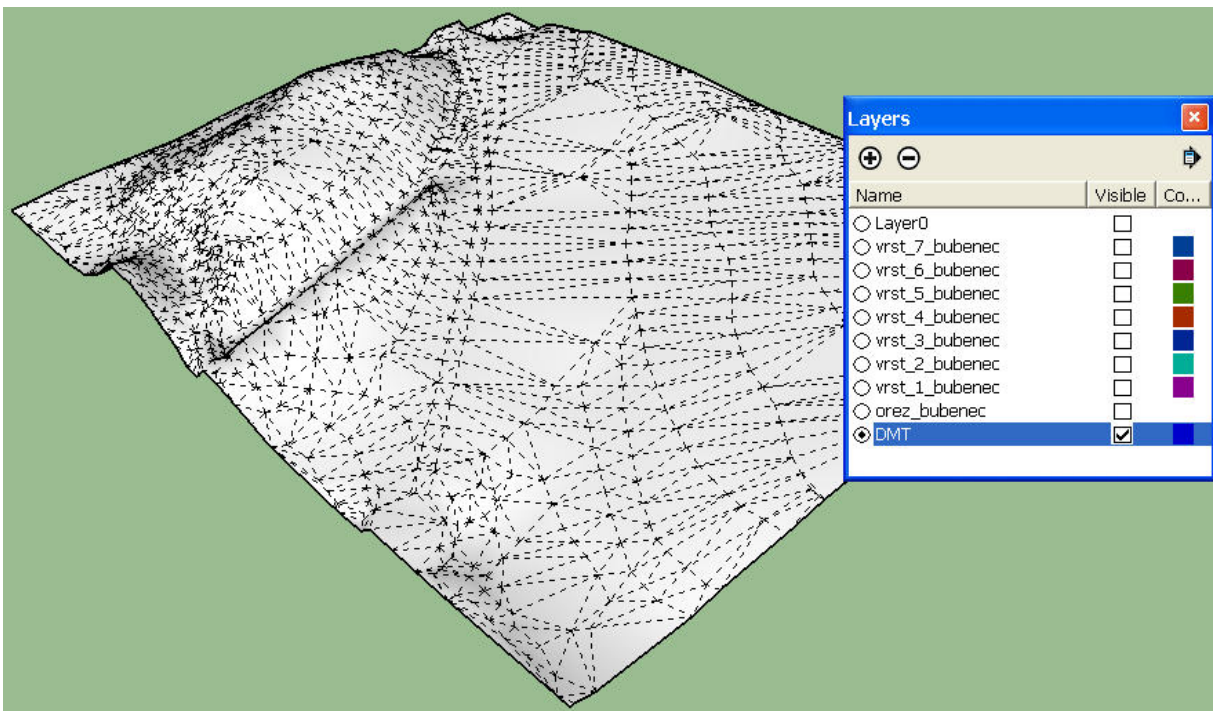 Layers
Name Visible Co...
Layer0
vrst_7_bubenec
vrst_6_bubenec
vrst_5_bubenec
vrst_4_bubenec
vrst_3_bubenec
vrst_2_bubenec
vrst_1_bubenec
orez_bubenec
DMT